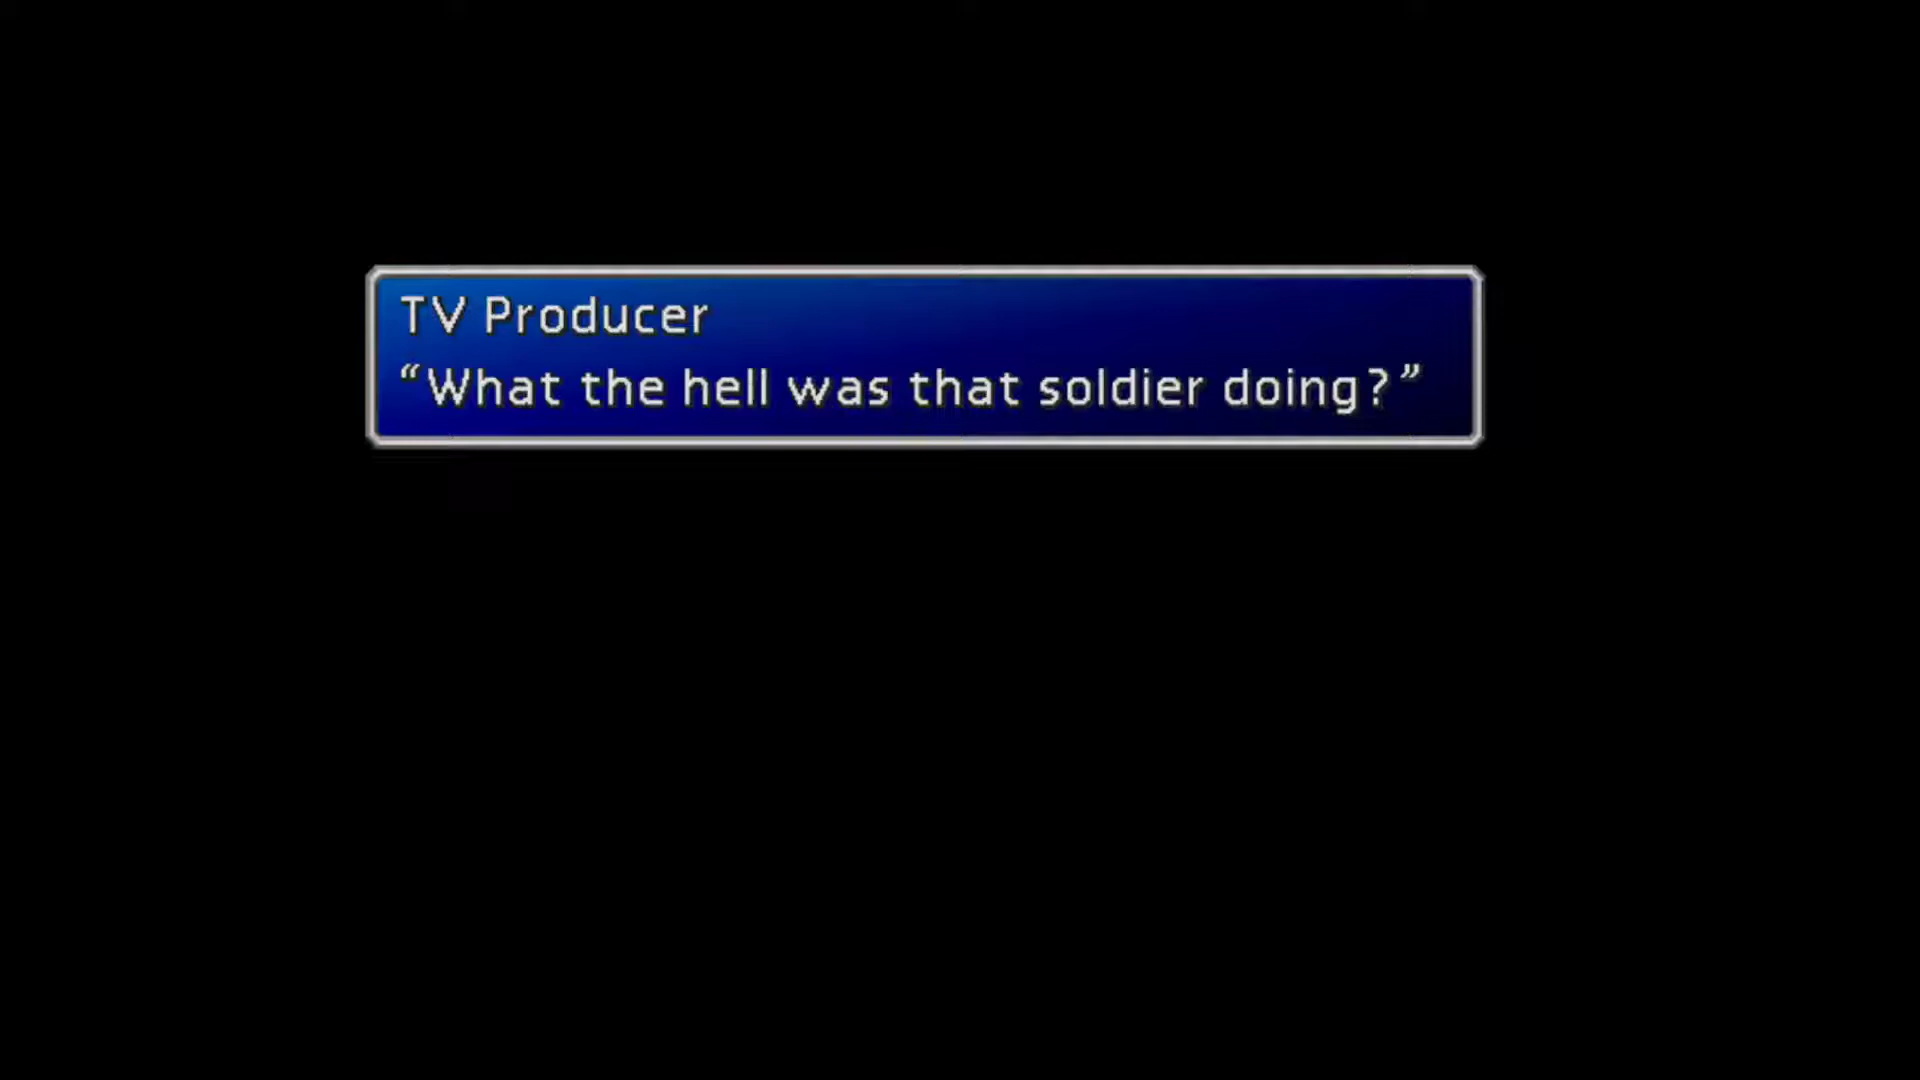 TV Producer
“What the hell was that soldier doing?”